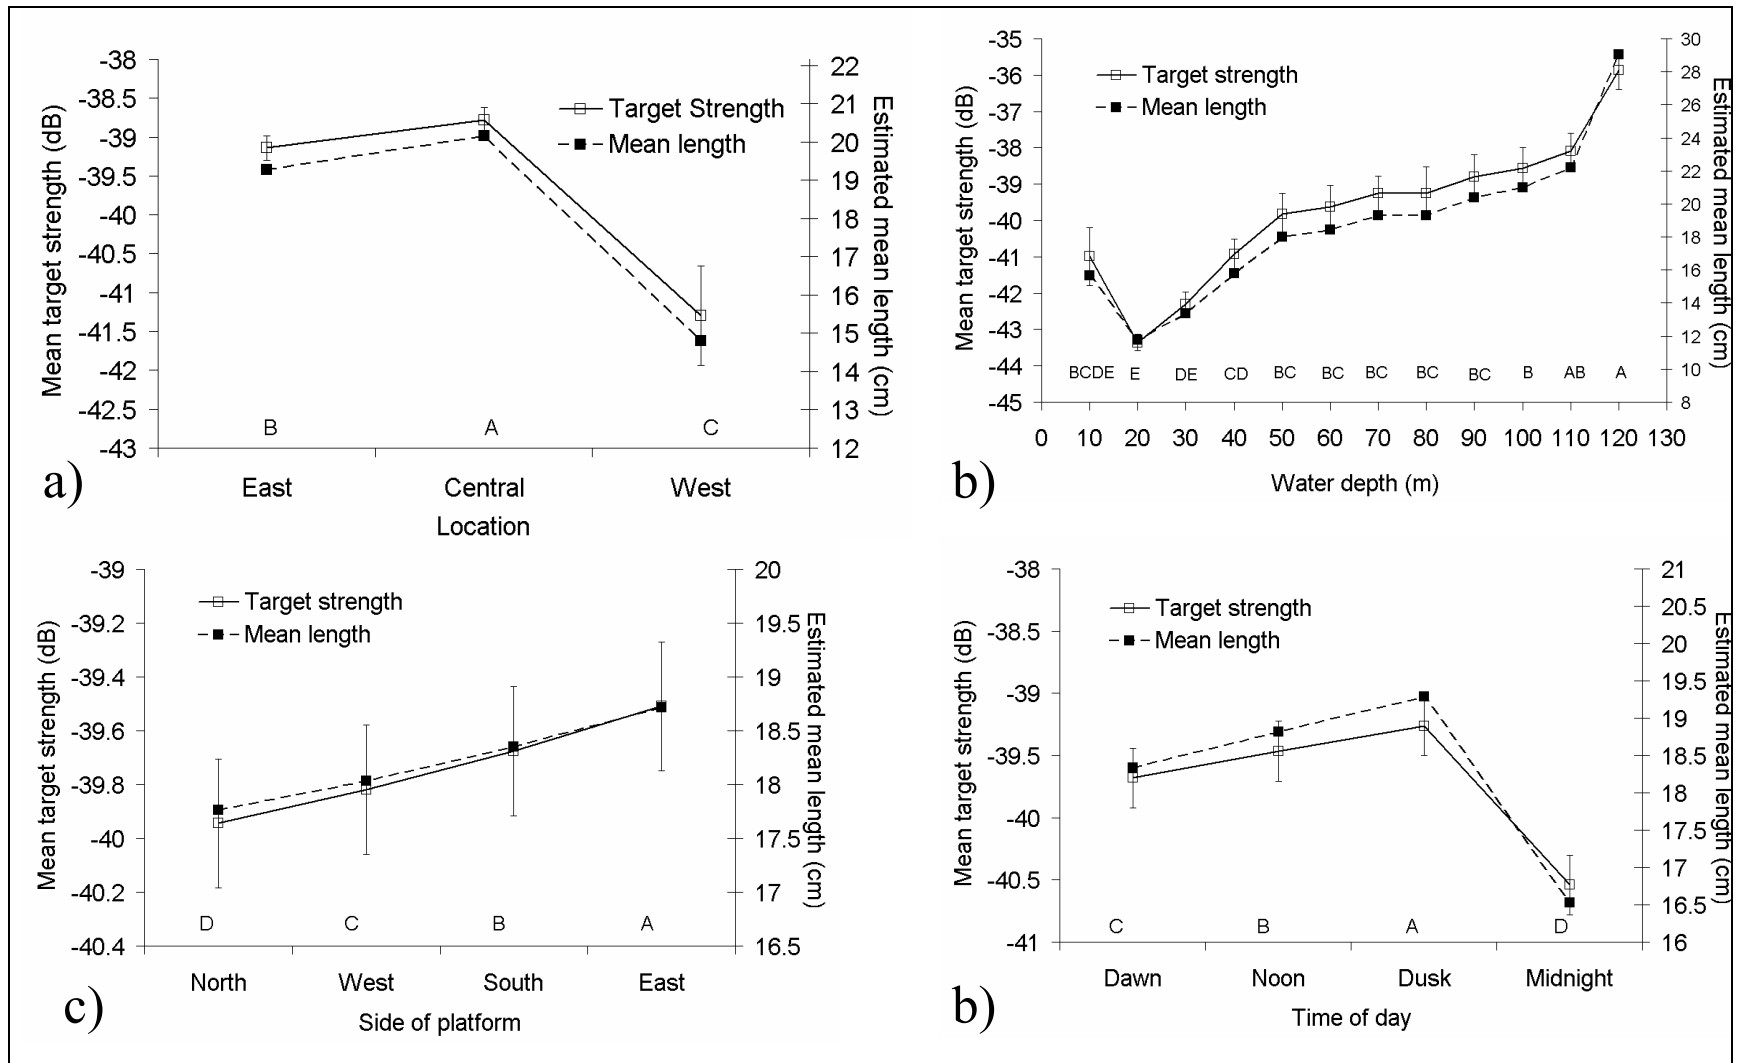 -38
-38.5
-39
-39.5
-40
-40.5
-41
-41.5
-42
-42.5
-43
Mean target strength (dB)
22
21
20
19
18
17
16
15
14
13
12
Estimated mean length (cm)
Target Strength
Mean length
B A C
East Central West
Location
a)
-35
-36
-37
-38
-39
-40
-41
-42
-43
-44
-45
Mean target strength (dB)
30
28
26
24
22
20
18
16
14
12
10
8
Estimated mean length (cm)
Target strength
Mean length
BCDE E DE CD BC BC BC BC BC B AB A
0 10 20 30 40 50 60 70 80 90 100 110 120 130
Water depth (m)
b)
-39
-39.2
-39.4
-39.6
-39.8
-40
-40.2
-40.4
Mean target strength (dB)
20
19.5
19
18.5
18
17.5
17
16.5
Estimated mean length (cm)
Target strength
Mean length
D C B A
North West South East
Side of platform
c)
-38
-38.5
-39
-39.5
-40
-40.5
-41
Mean target strength (dB)
21
20.5
20
19.5
19
18.5
18
17.5
17
16.5
16
Estimated mean length (cm)
Target strength
Mean length
C B A D
Dawn Noon Dusk Midnight
Time of day
b)